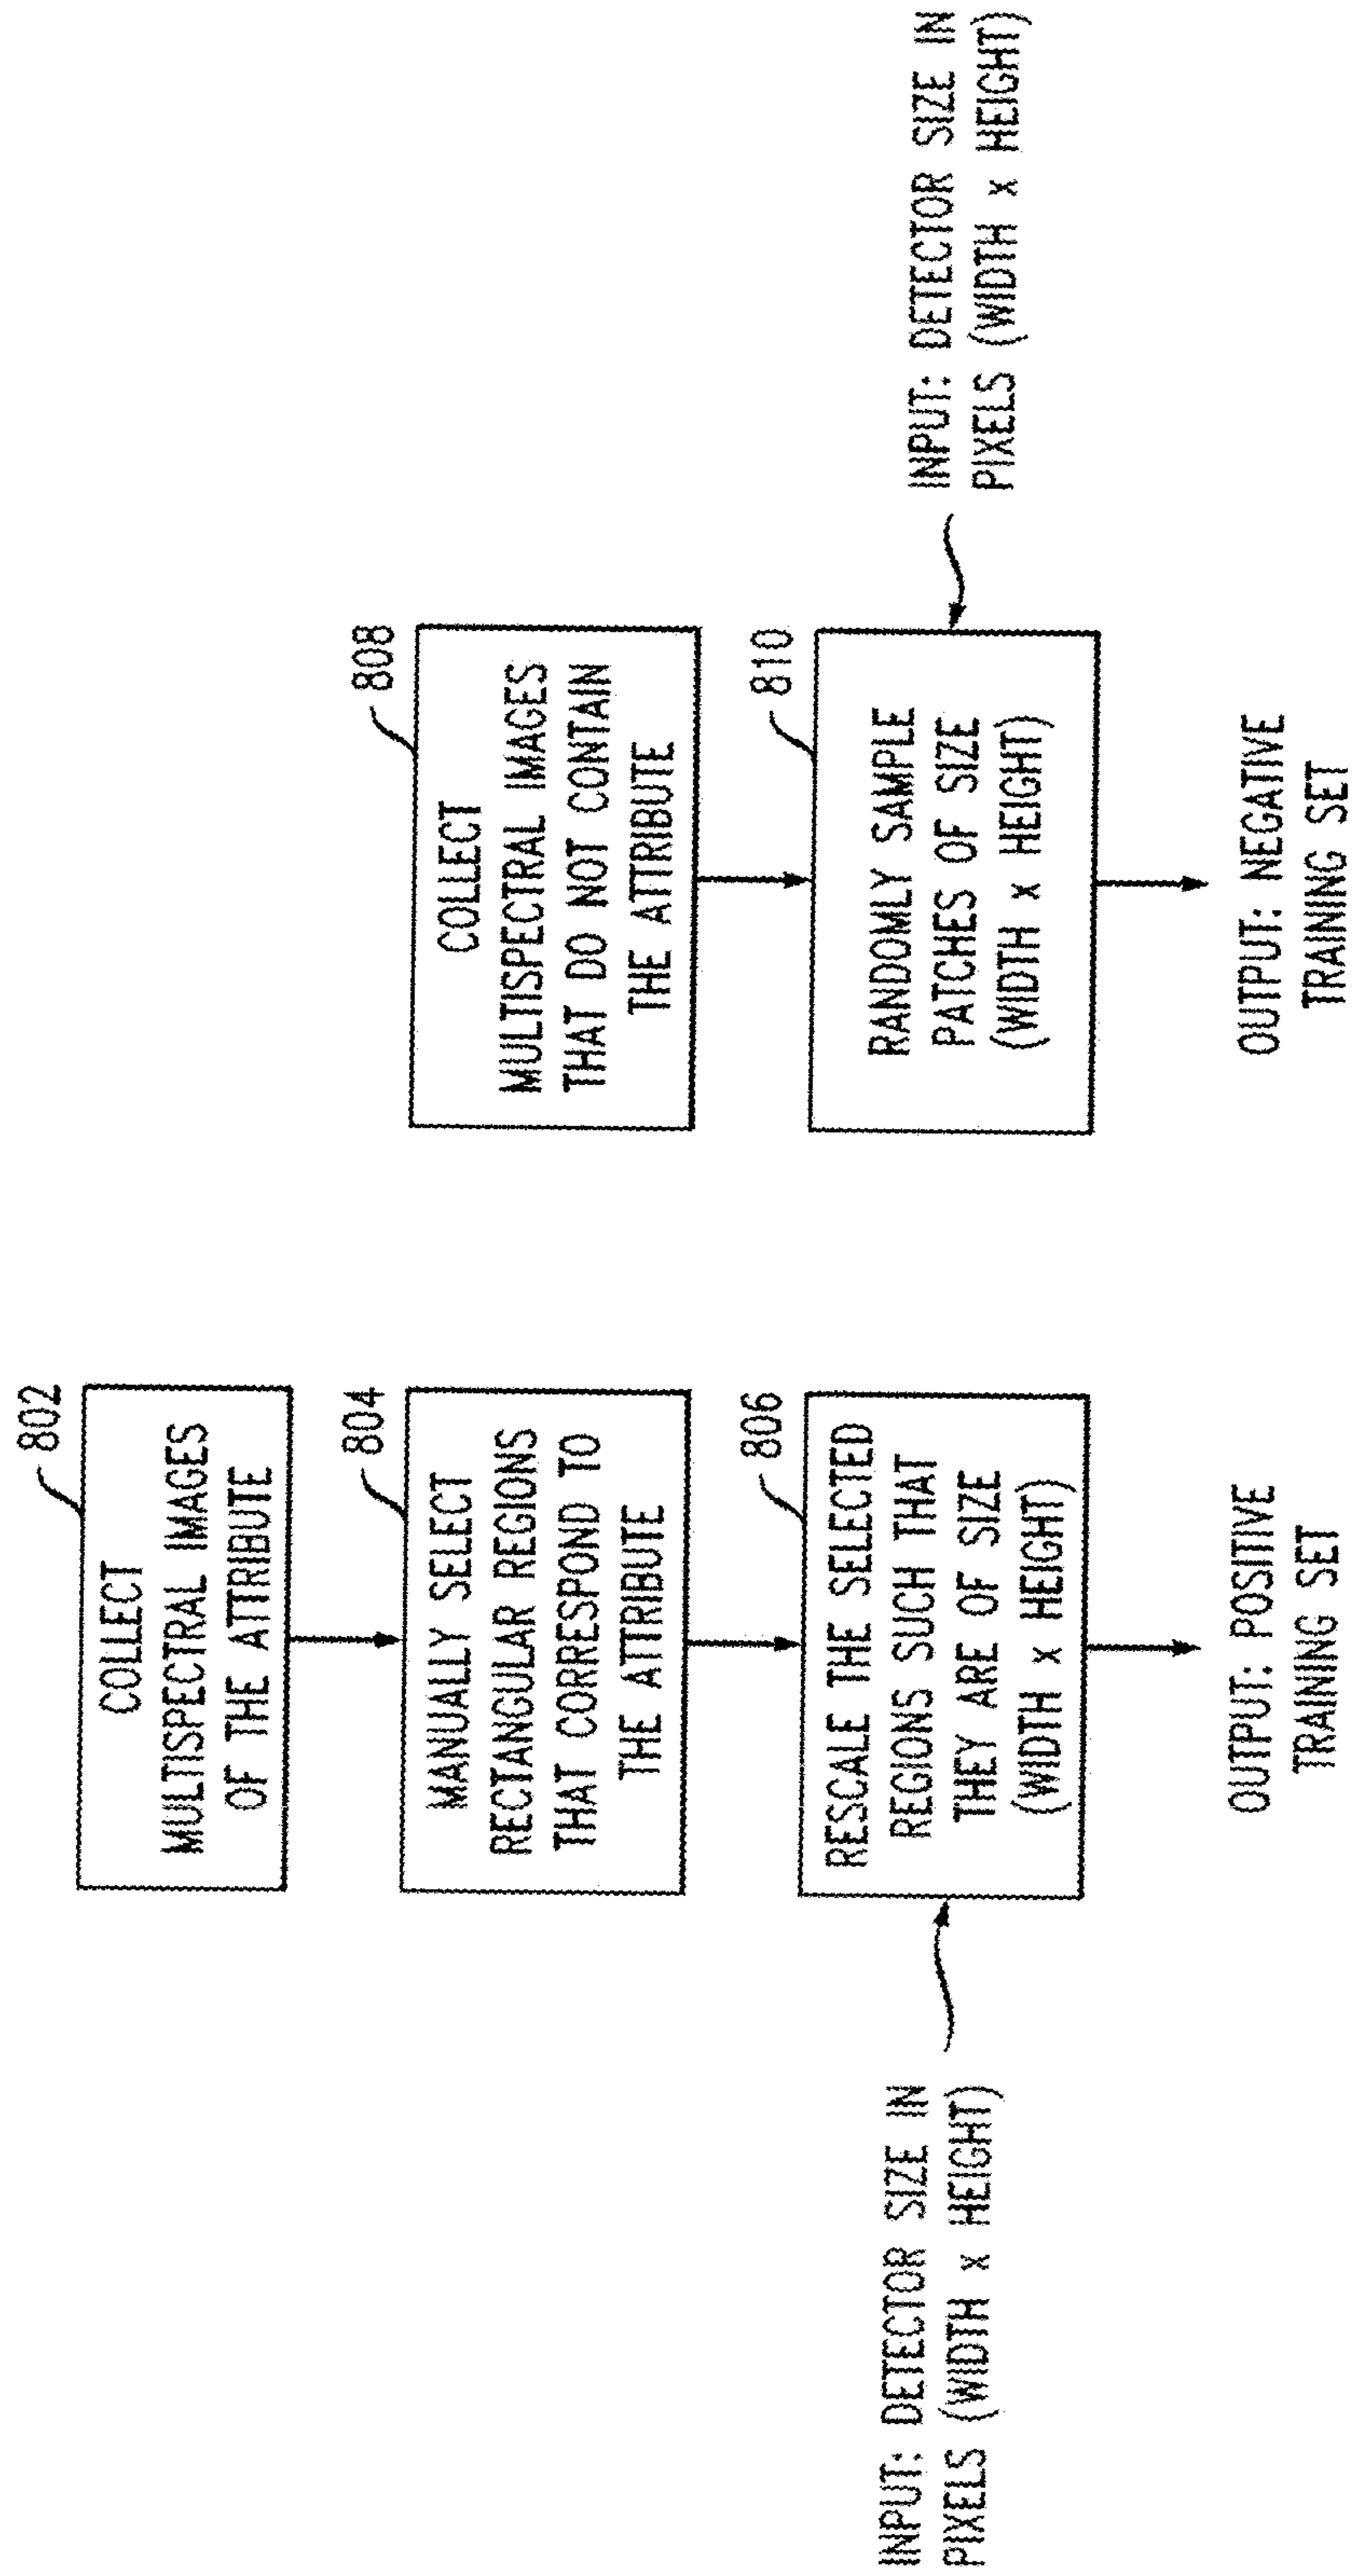 802
COLLECT
MULTISPECTRAL IMAGES
OF THE ATTRIBUTE
804
MANUALLY SELECT
RECTANGULAR REGIONS
THAT CORRESPOND TO
THE ATTRIBUTE
INPUT: DETECTOR SIZE IN
PIXELS (WIDTH x HEIGHT)
806
RESCALE THE SELECTED
REGIONS SUCH THAT
THEY ARE OF SIZE
(WIDTH x HEIGHT)
OUTPUT: POSITIVE
TRAINING SET
808
COLLECT
MULTISPECTRAL IMAGES
THAT DO NOT CONTAIN
THE ATTRIBUTE
810
RANDOMLY SAMPLE
PATCHES OF SIZE
(WIDTH x HEIGHT)
INPUT: DETECTOR SIZE IN
PIXELS (WIDTH x HEIGHT)
OUTPUT: NEGATIVE
TRAINING SET